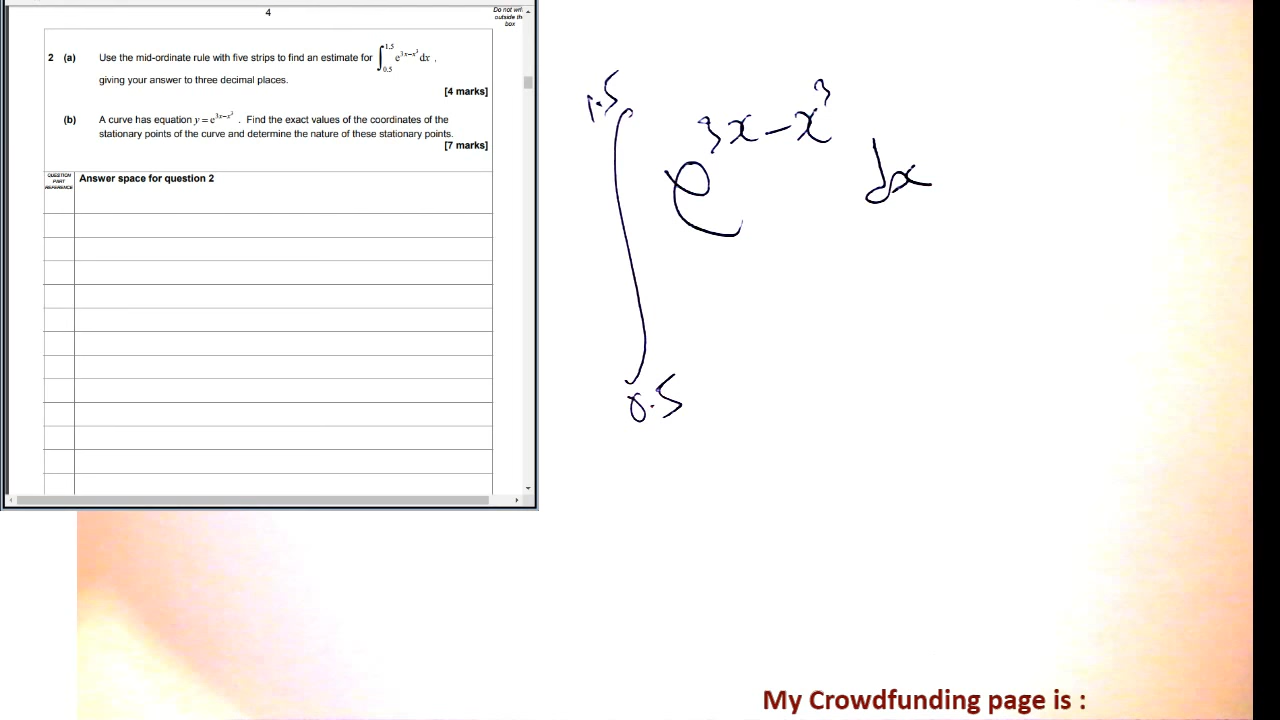 4
Do not wri
outside th
box
2 (a) Use the mid-ordinate rule with five strips to find an estimate for ∫_{0.5}^{1.5} e^{3x−x³} dx ,
giving your answer to three decimal places.
[4 marks]
(b) A curve has equation y = e^{3x−x³} . Find the exact values of the coordinates of the
stationary points of the curve and determine the nature of these stationary points.
[7 marks]
QUESTION
PART
REFERENCE
Answer space for question 2
∫_{0.5}^{1.5} e^{3x−x³} dx
My Crowdfunding page is :